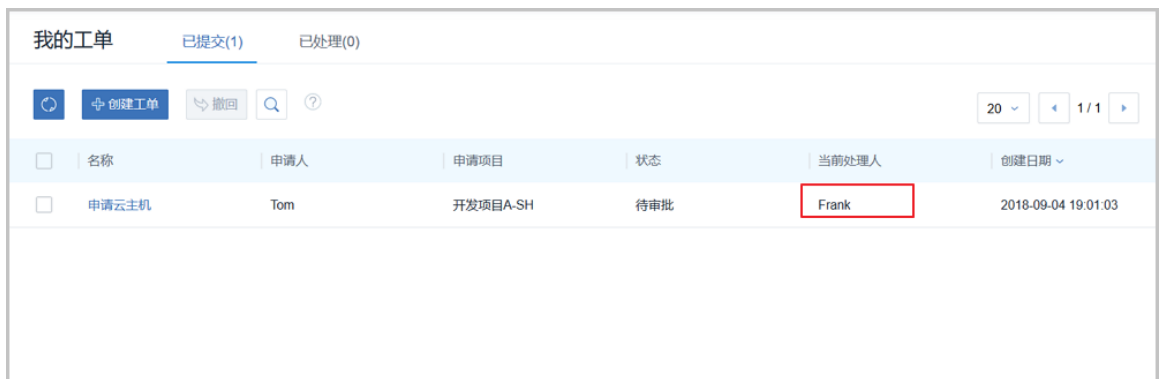 我的工单 已提交(1) 已处理(0)
创建工单 撤回 ? 20 1 / 1
名称 申请人 申请项目 状态 当前处理人 创建日期
申请云主机 Tom 开发项目A-SH 待审批 Frank 2018-09-04 19:01:03